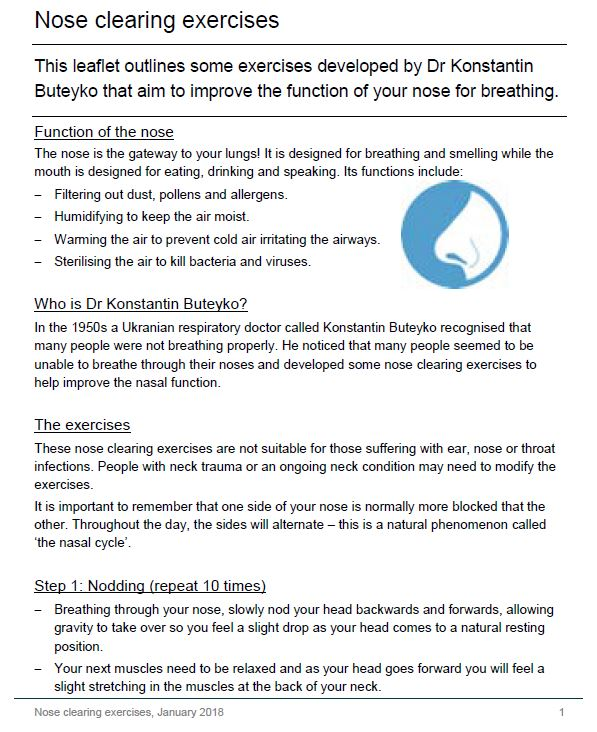 Nose clearing exercises
This leaflet outlines some exercises developed by Dr Konstantin
Buteyko that aim to improve the function of your nose for breathing.
Function of the nose
The nose is the gateway to your lungs! It is designed for breathing and smelling while the
mouth is designed for eating, drinking and speaking. Its functions include:
– Filtering out dust, pollens and allergens.
– Humidifying to keep the air moist.
– Warming the air to prevent cold air irritating the airways.
– Sterilising the air to kill bacteria and viruses.
Who is Dr Konstantin Buteyko?
In the 1950s a Ukranian respiratory doctor called Konstantin Buteyko recognised that
many people were not breathing properly. He noticed that many people seemed to be
unable to breathe through their noses and developed some nose clearing exercises to
help improve the nasal function.
The exercises
These nose clearing exercises are not suitable for those suffering with ear, nose or throat
infections. People with neck trauma or an ongoing neck condition may need to modify the
exercises.
It is important to remember that one side of your nose is normally more blocked that the
other. Throughout the day, the sides will alternate – this is a natural phenomenon called
‘the nasal cycle’.
Step 1: Nodding (repeat 10 times)
– Breathing through your nose, slowly nod your head backwards and forwards, allowing
gravity to take over so you feel a slight drop as your head comes to a natural resting
position.
– Your next muscles need to be relaxed and as your head goes forward you will feel a
slight stretching in the muscles at the back of your neck.
Nose clearing exercises, January 2018 1